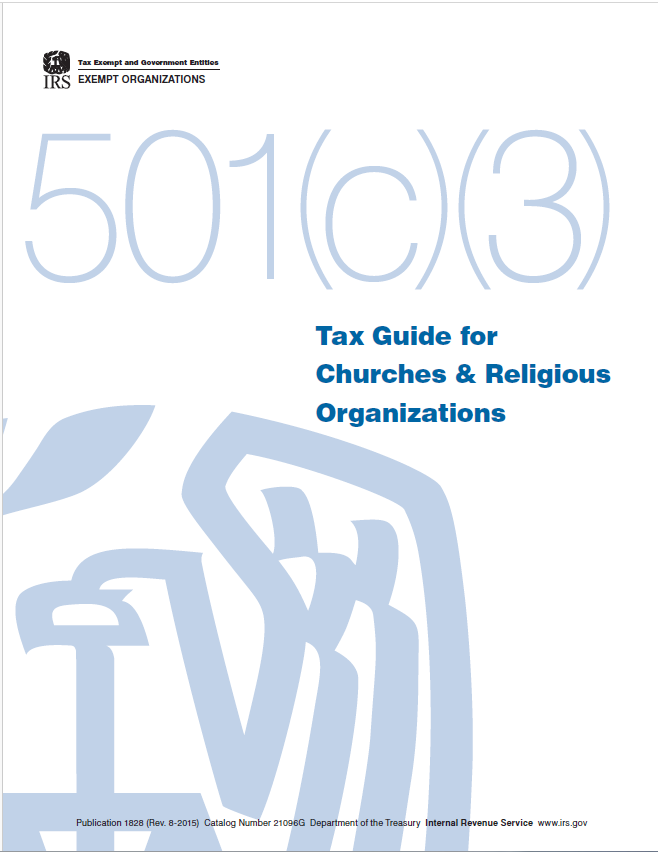 Tax Exempt and Government Entities
IRS EXEMPT ORGANIZATIONS
501(c)(3)
Tax Guide for
Churches & Religious
Organizations
Publication 1828 (Rev. 8-2015) Catalog Number 21096G Department of the Treasury Internal Revenue Service www.irs.gov